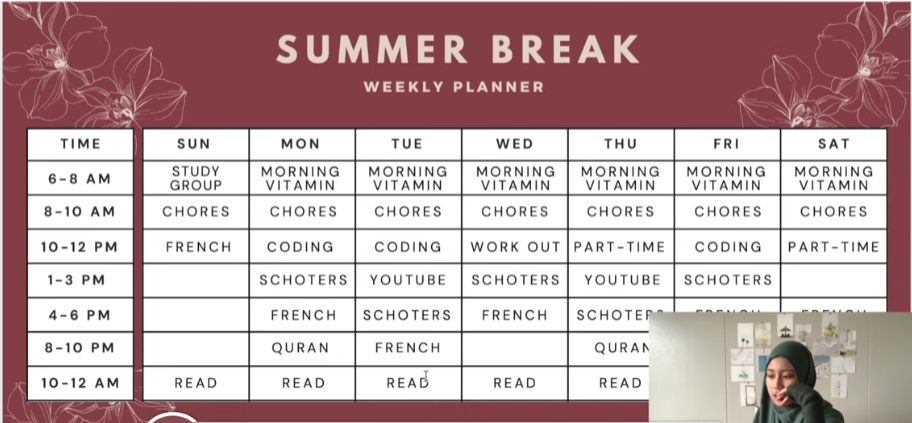 SUMMER BREAK
WEEKLY PLANNER
TIME SUN MON TUE WED THU FRI SAT
6-8 AM STUDY GROUP MORNING VITAMIN MORNING VITAMIN MORNING VITAMIN MORNING VITAMIN MORNING VITAMIN MORNING VITAMIN
8-10 AM CHORES CHORES CHORES CHORES CHORES CHORES CHORES
10-12 PM FRENCH CODING CODING WORK OUT PART-TIME CODING PART-TIME
1-3 PM SCHOTERS YOUTUBE SCHOTERS YOUTUBE SCHOTERS
4-6 PM FRENCH SCHOTERS FRENCH SCHOTERS FRENCH FRENCH
8-10 PM QURAN FRENCH QURAN
10-12 AM READ READ READ READ READ